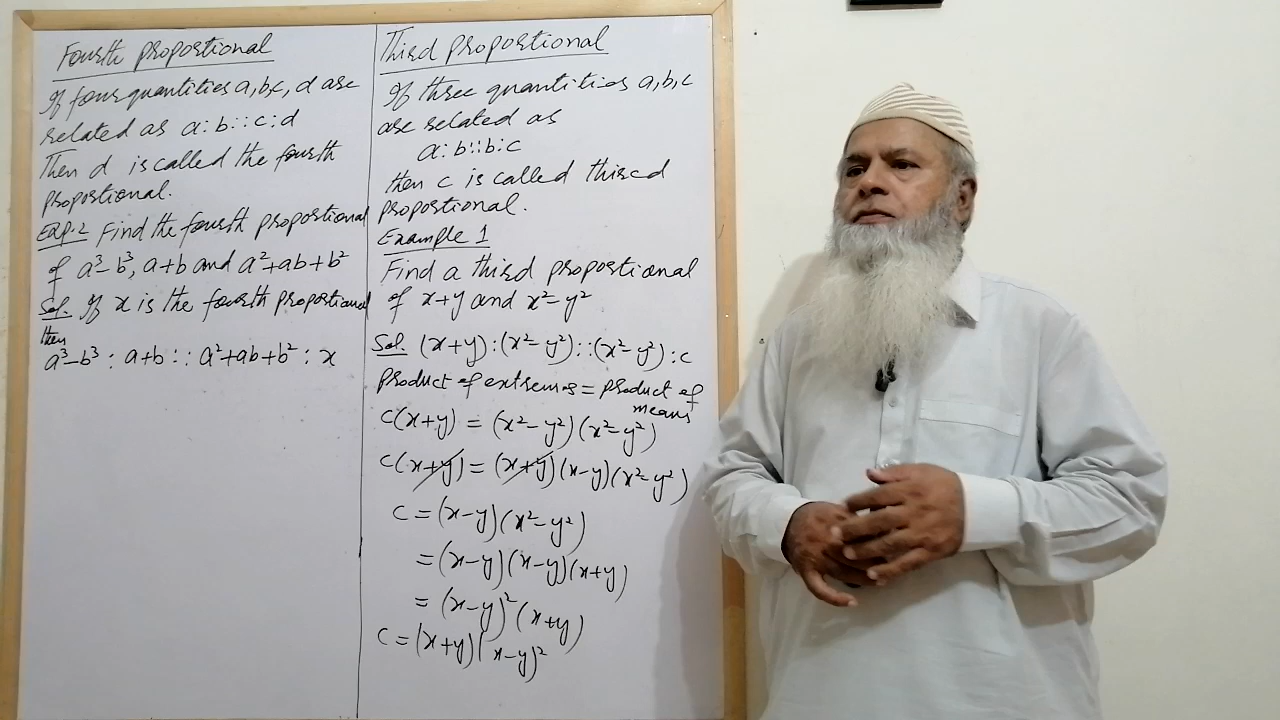 Fourth proportional
If four quantities a, b, c, d are
related as a : b :: c : d
Then d is called the fourth
proportional.
Exp. 2 Find the fourth proportional
of a³-b³, a+b and a²+ab+b²
Sol. If x is the fourth proportional
then
a³-b³ : a+b :: a²+ab+b² : x
Third proportional
If three quantities a, b, c
are related as
a : b :: b : c
then c is called third
proportional.
Example 1
Find a third proportional
of x+y and x²-y²
Sol. (x+y) : (x²-y²) :: (x²-y²) : c
product of extremes = product of
means
c(x+y) = (x²-y²)(x²-y²)
c(x+y) = (x+y)(x-y)(x²-y²)
c = (x-y)(x²-y²)
= (x-y)(x-y)(x+y)
= (x-y)²(x+y)
c = (x+y)(x-y)²